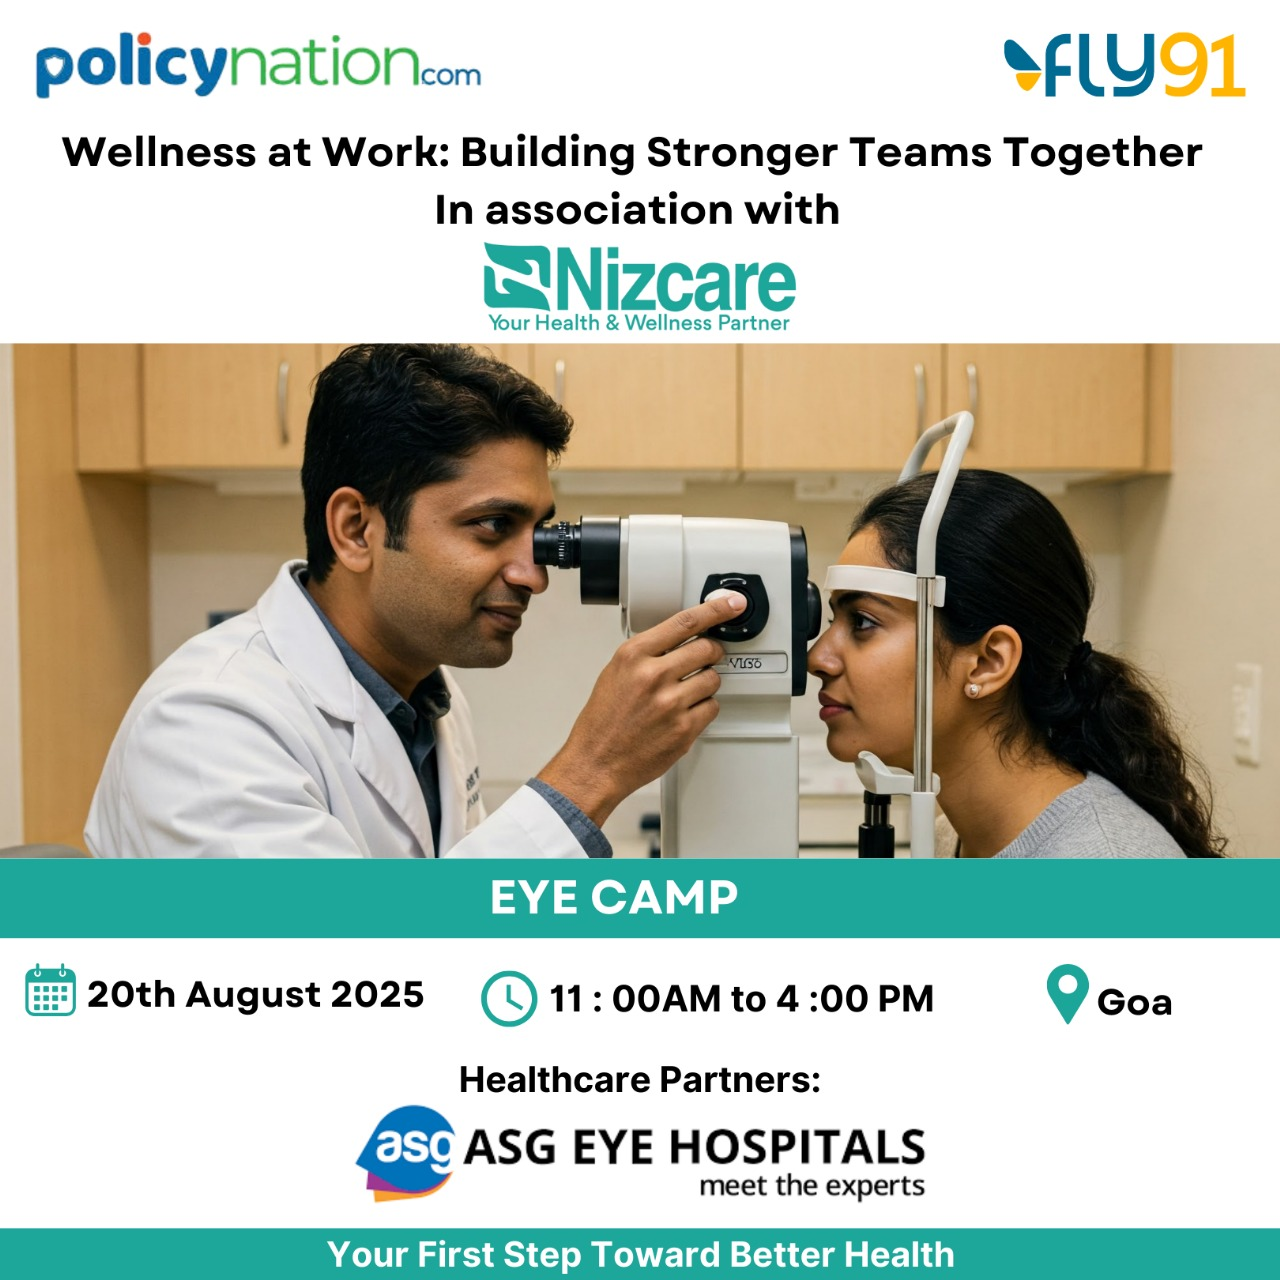 policynation.com
FLY91
Wellness at Work: Building Stronger Teams Together
In association with
Nizcare
Your Health & Wellness Partner
EYE CAMP
20th August 2025
11 : 00AM to 4 :00 PM
Goa
Healthcare Partners:
asg ASG EYE HOSPITALS
meet the experts
Your First Step Toward Better Health